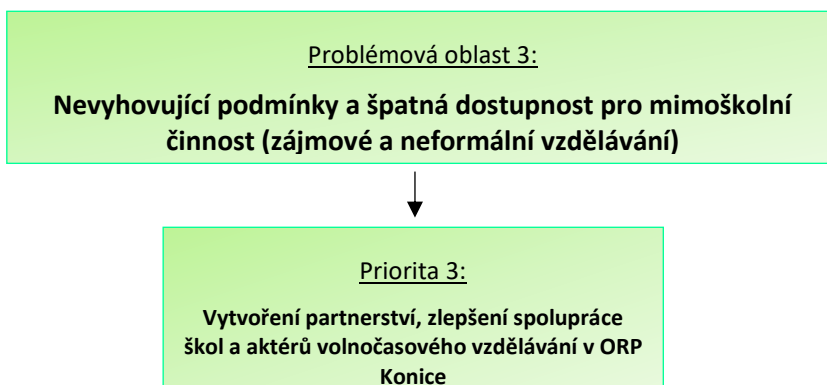 Problémová oblast 3:
Nevyhovující podmínky a špatná dostupnost pro mimoškolní
činnost (zájmové a neformální vzdělávání)
Priorita 3:
Vytvoření partnerství, zlepšení spolupráce
škol a aktérů volnočasového vzdělávání v ORP
Konice